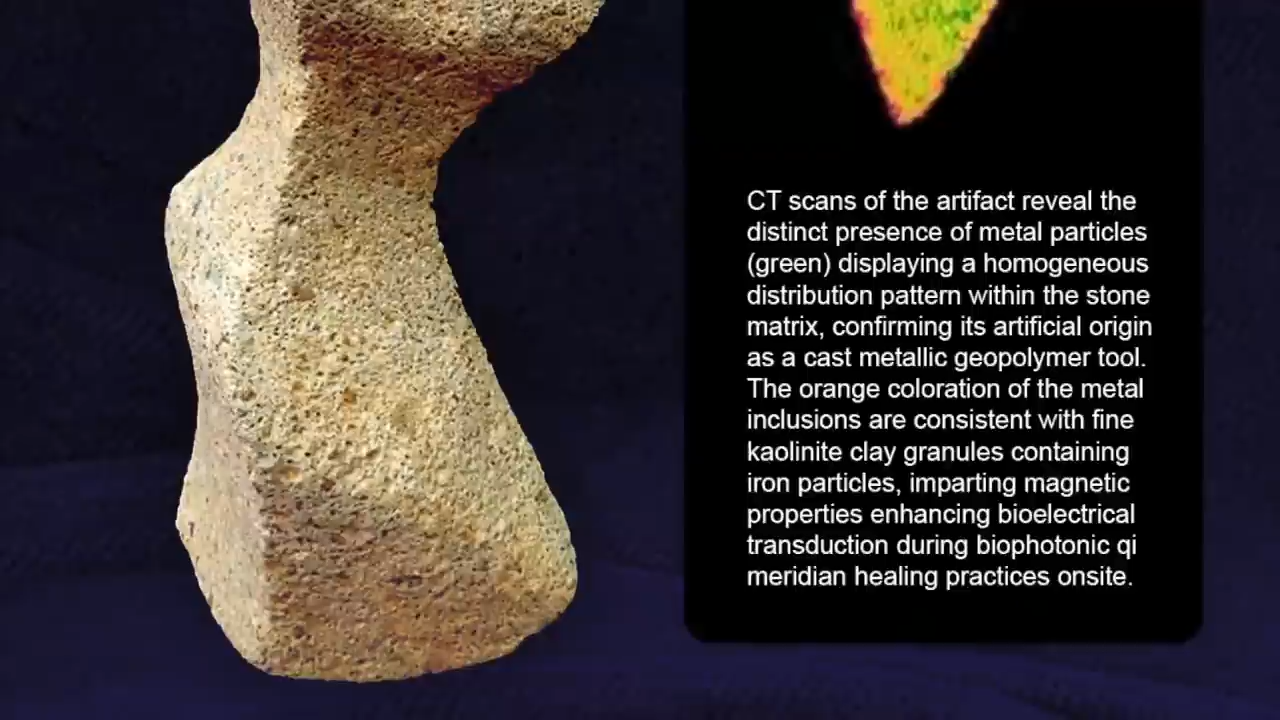 CT scans of the artifact reveal the
distinct presence of metal particles
(green) displaying a homogeneous
distribution pattern within the stone
matrix, confirming its artificial origin
as a cast metallic geopolymer tool.
The orange coloration of the metal
inclusions are consistent with fine
kaolinite clay granules containing
iron particles, imparting magnetic
properties enhancing bioelectrical
transduction during biophotonic qi
meridian healing practices onsite.